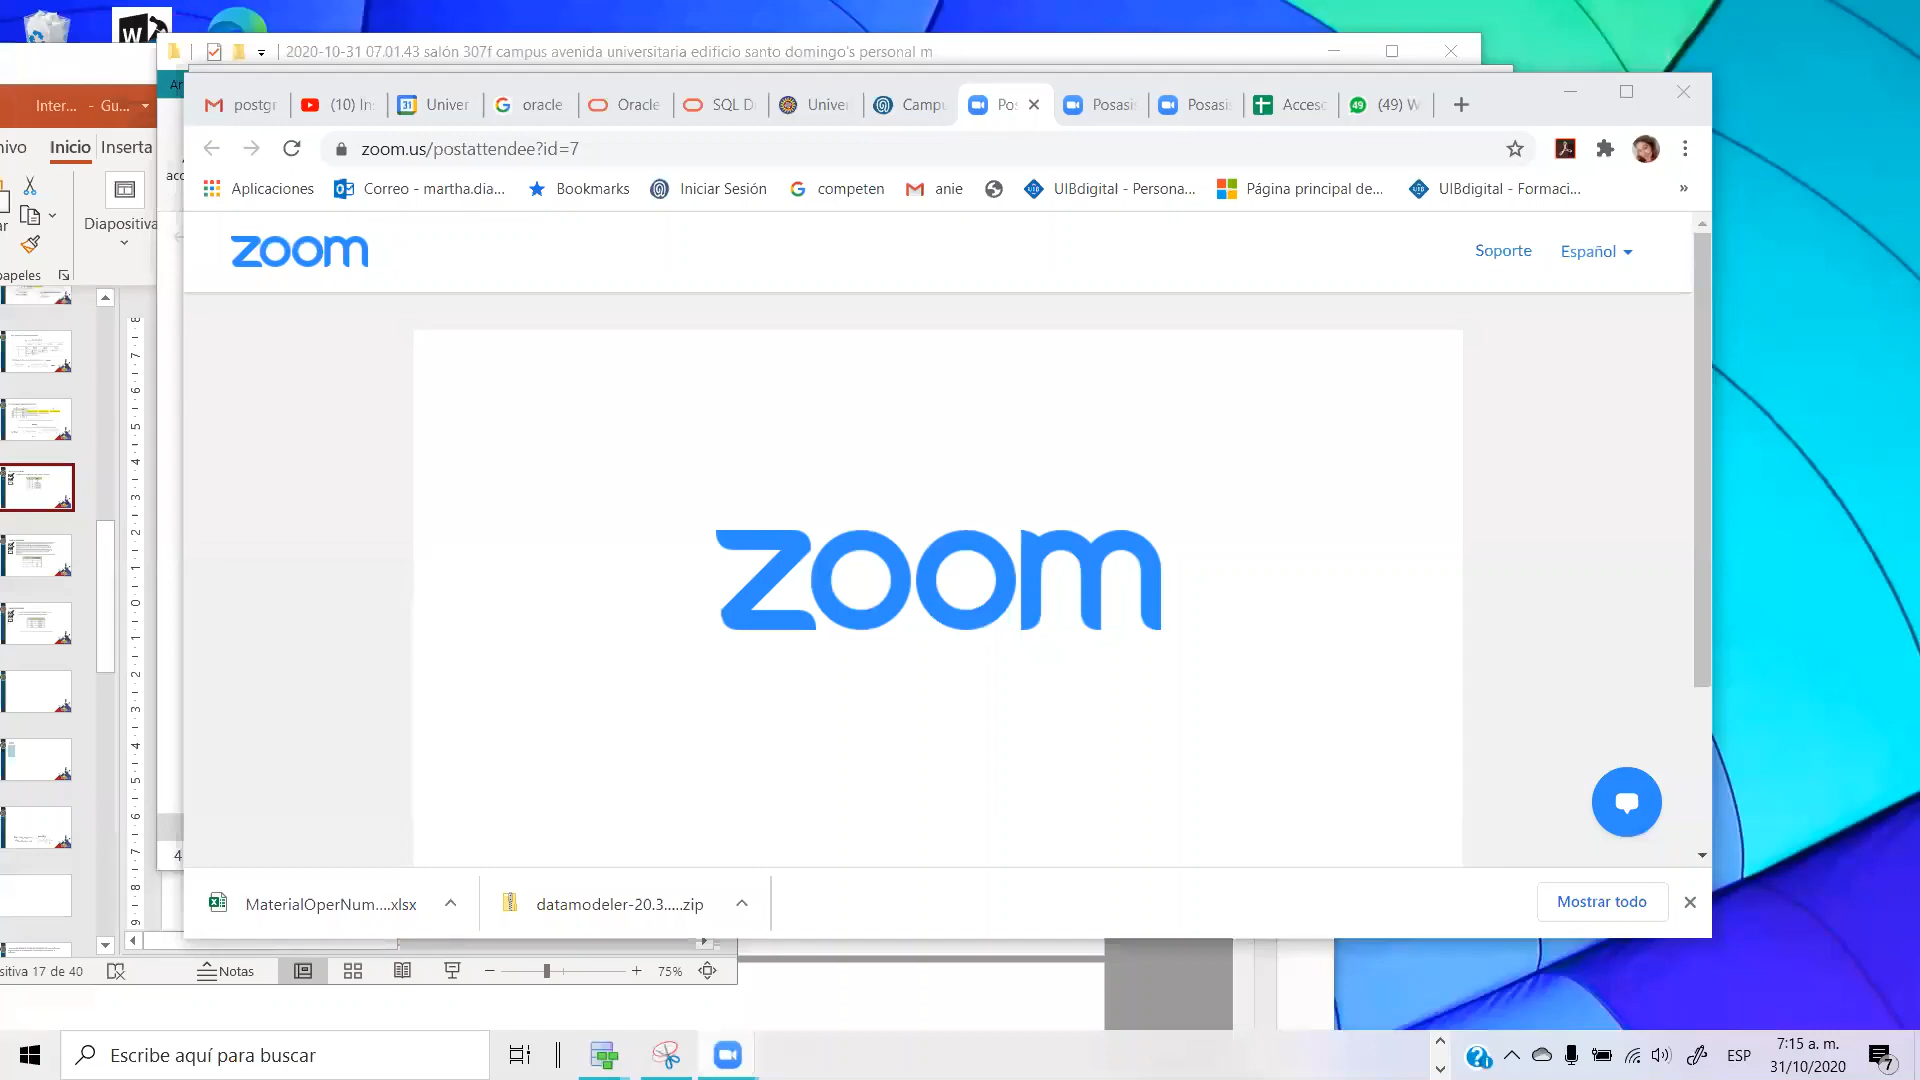 W
2020-10-31 07.01.43 salón 307f campus avenida universitaria edificio santo domingo's personal m
Inter... - Gu...
postgr
(10) In
Univer
oracle
Oracle
SQL D
Univer
Campu
Pos
Posasi
Posasis
Acceso
(49) W
zoom.us/postattendee?id=7
Inicio Inserta
Aplicaciones
Correo - martha.dia...
Bookmarks
Iniciar Sesión
competen
anie
UIBdigital - Persona...
Página principal de...
UIBdigital - Formaci...
»
Diapositiva
apeles
zoom
Soporte
Español
zoom
MaterialOperNum....xlsx
datamodeler-20.3.....zip
Mostrar todo
sitiva 17 de 40
Notas
75%
Escribe aquí para buscar
ESP
7:15 a. m.
31/10/2020
7